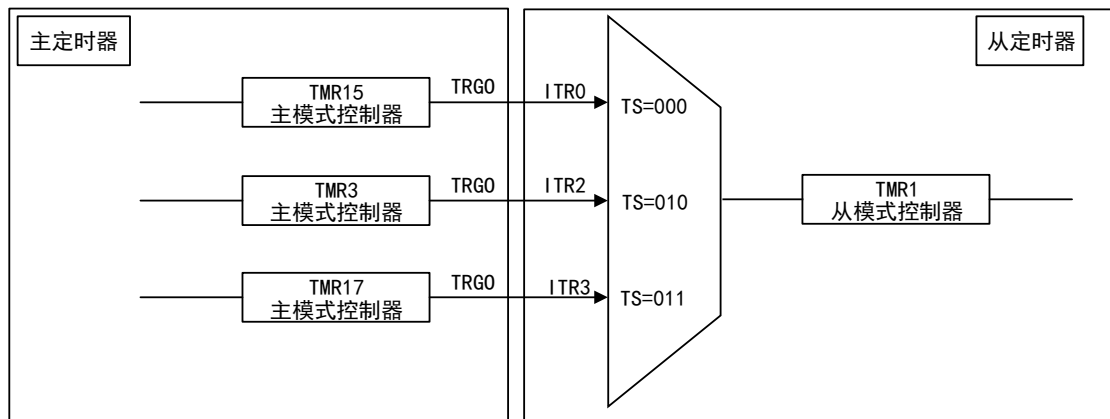 主定时器
从定时器
TMR15
主模式控制器
TRGO
ITR0
TS=000
TMR3
主模式控制器
TRGO
ITR2
TS=010
TMR1
从模式控制器
TMR17
主模式控制器
TRGO
ITR3
TS=011